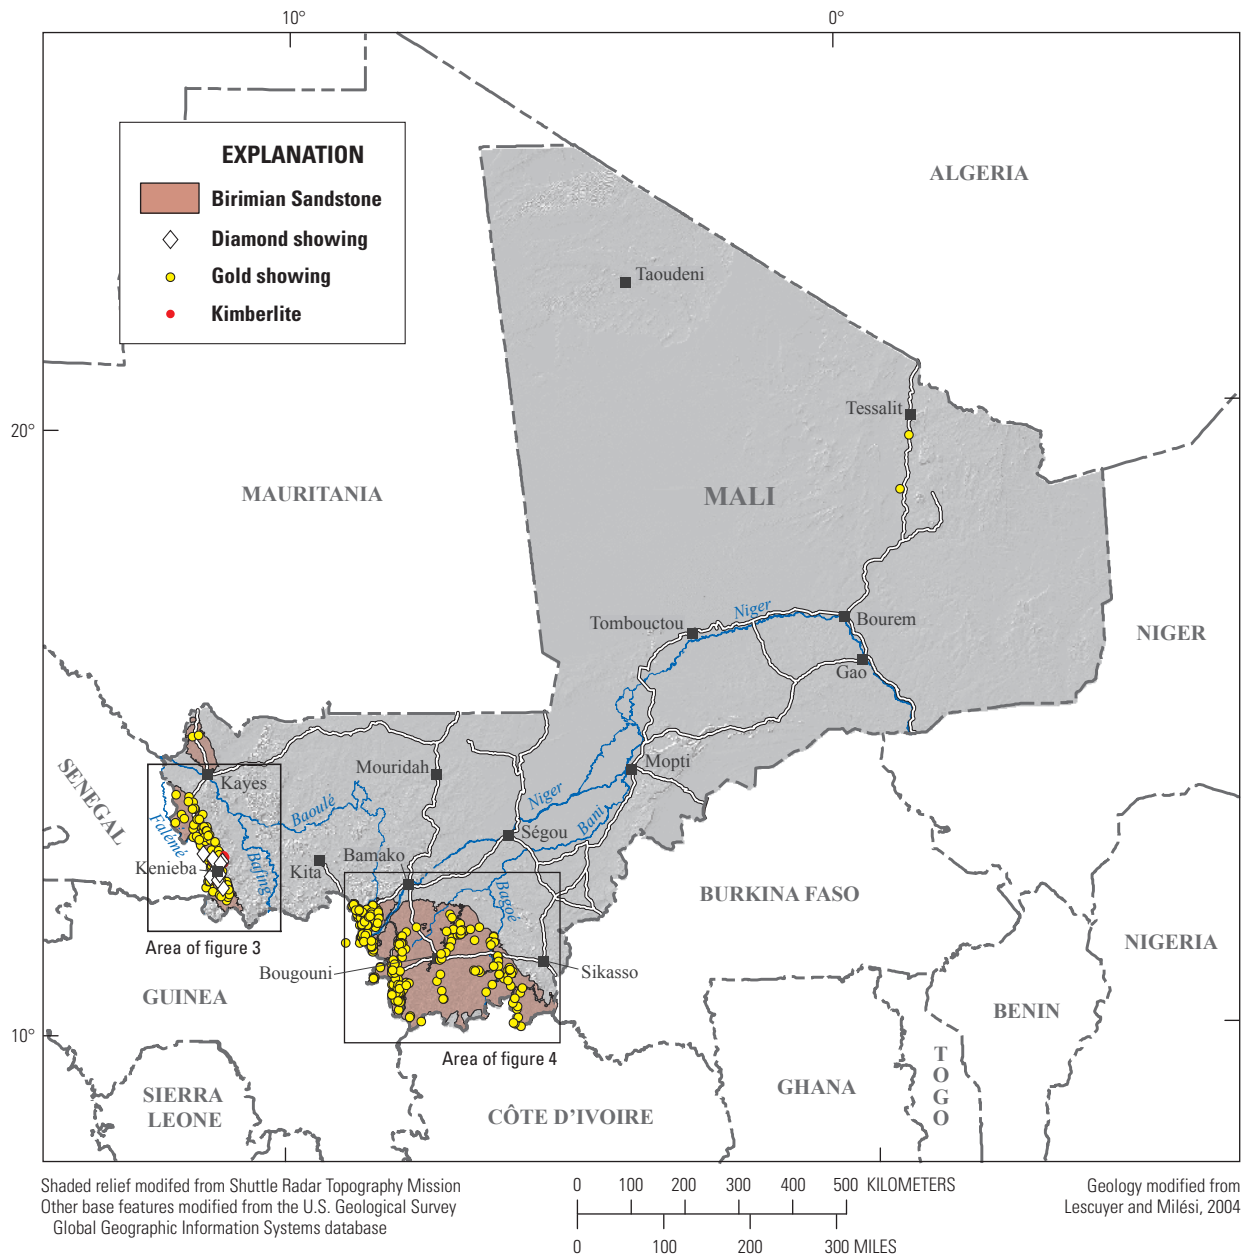 10°
0°
EXPLANATION
Birimian Sandstone
Diamond showing
Gold showing
Kimberlite
ALGERIA
Taoudeni
Tessalit
20°
MAURITANIA
MALI
Niger
Tombouctou
Bourem
NIGER
Gao
SENEGAL
Kayes
Mouridah
Mopti
Baoulé
Niger
Bani
Falémé
Ségou
Kenieba
Bafing
Kita
Bamako
Bagoé
BURKINA FASO
Area of figure 3
NIGERIA
Bougouni
Sikasso
GUINEA
BENIN
10°
Area of figure 4
TOGO
GHANA
SIERRA
LEONE
CÔTE D'IVOIRE
Shaded relief modifed from Shuttle Radar Topography Mission
Other base features modified from the U.S. Geological Survey
Global Geographic Information Systems database
0 100 200 300 400 500 KILOMETERS
0 100 200 300 MILES
Geology modified from
Lescuyer and Milési, 2004